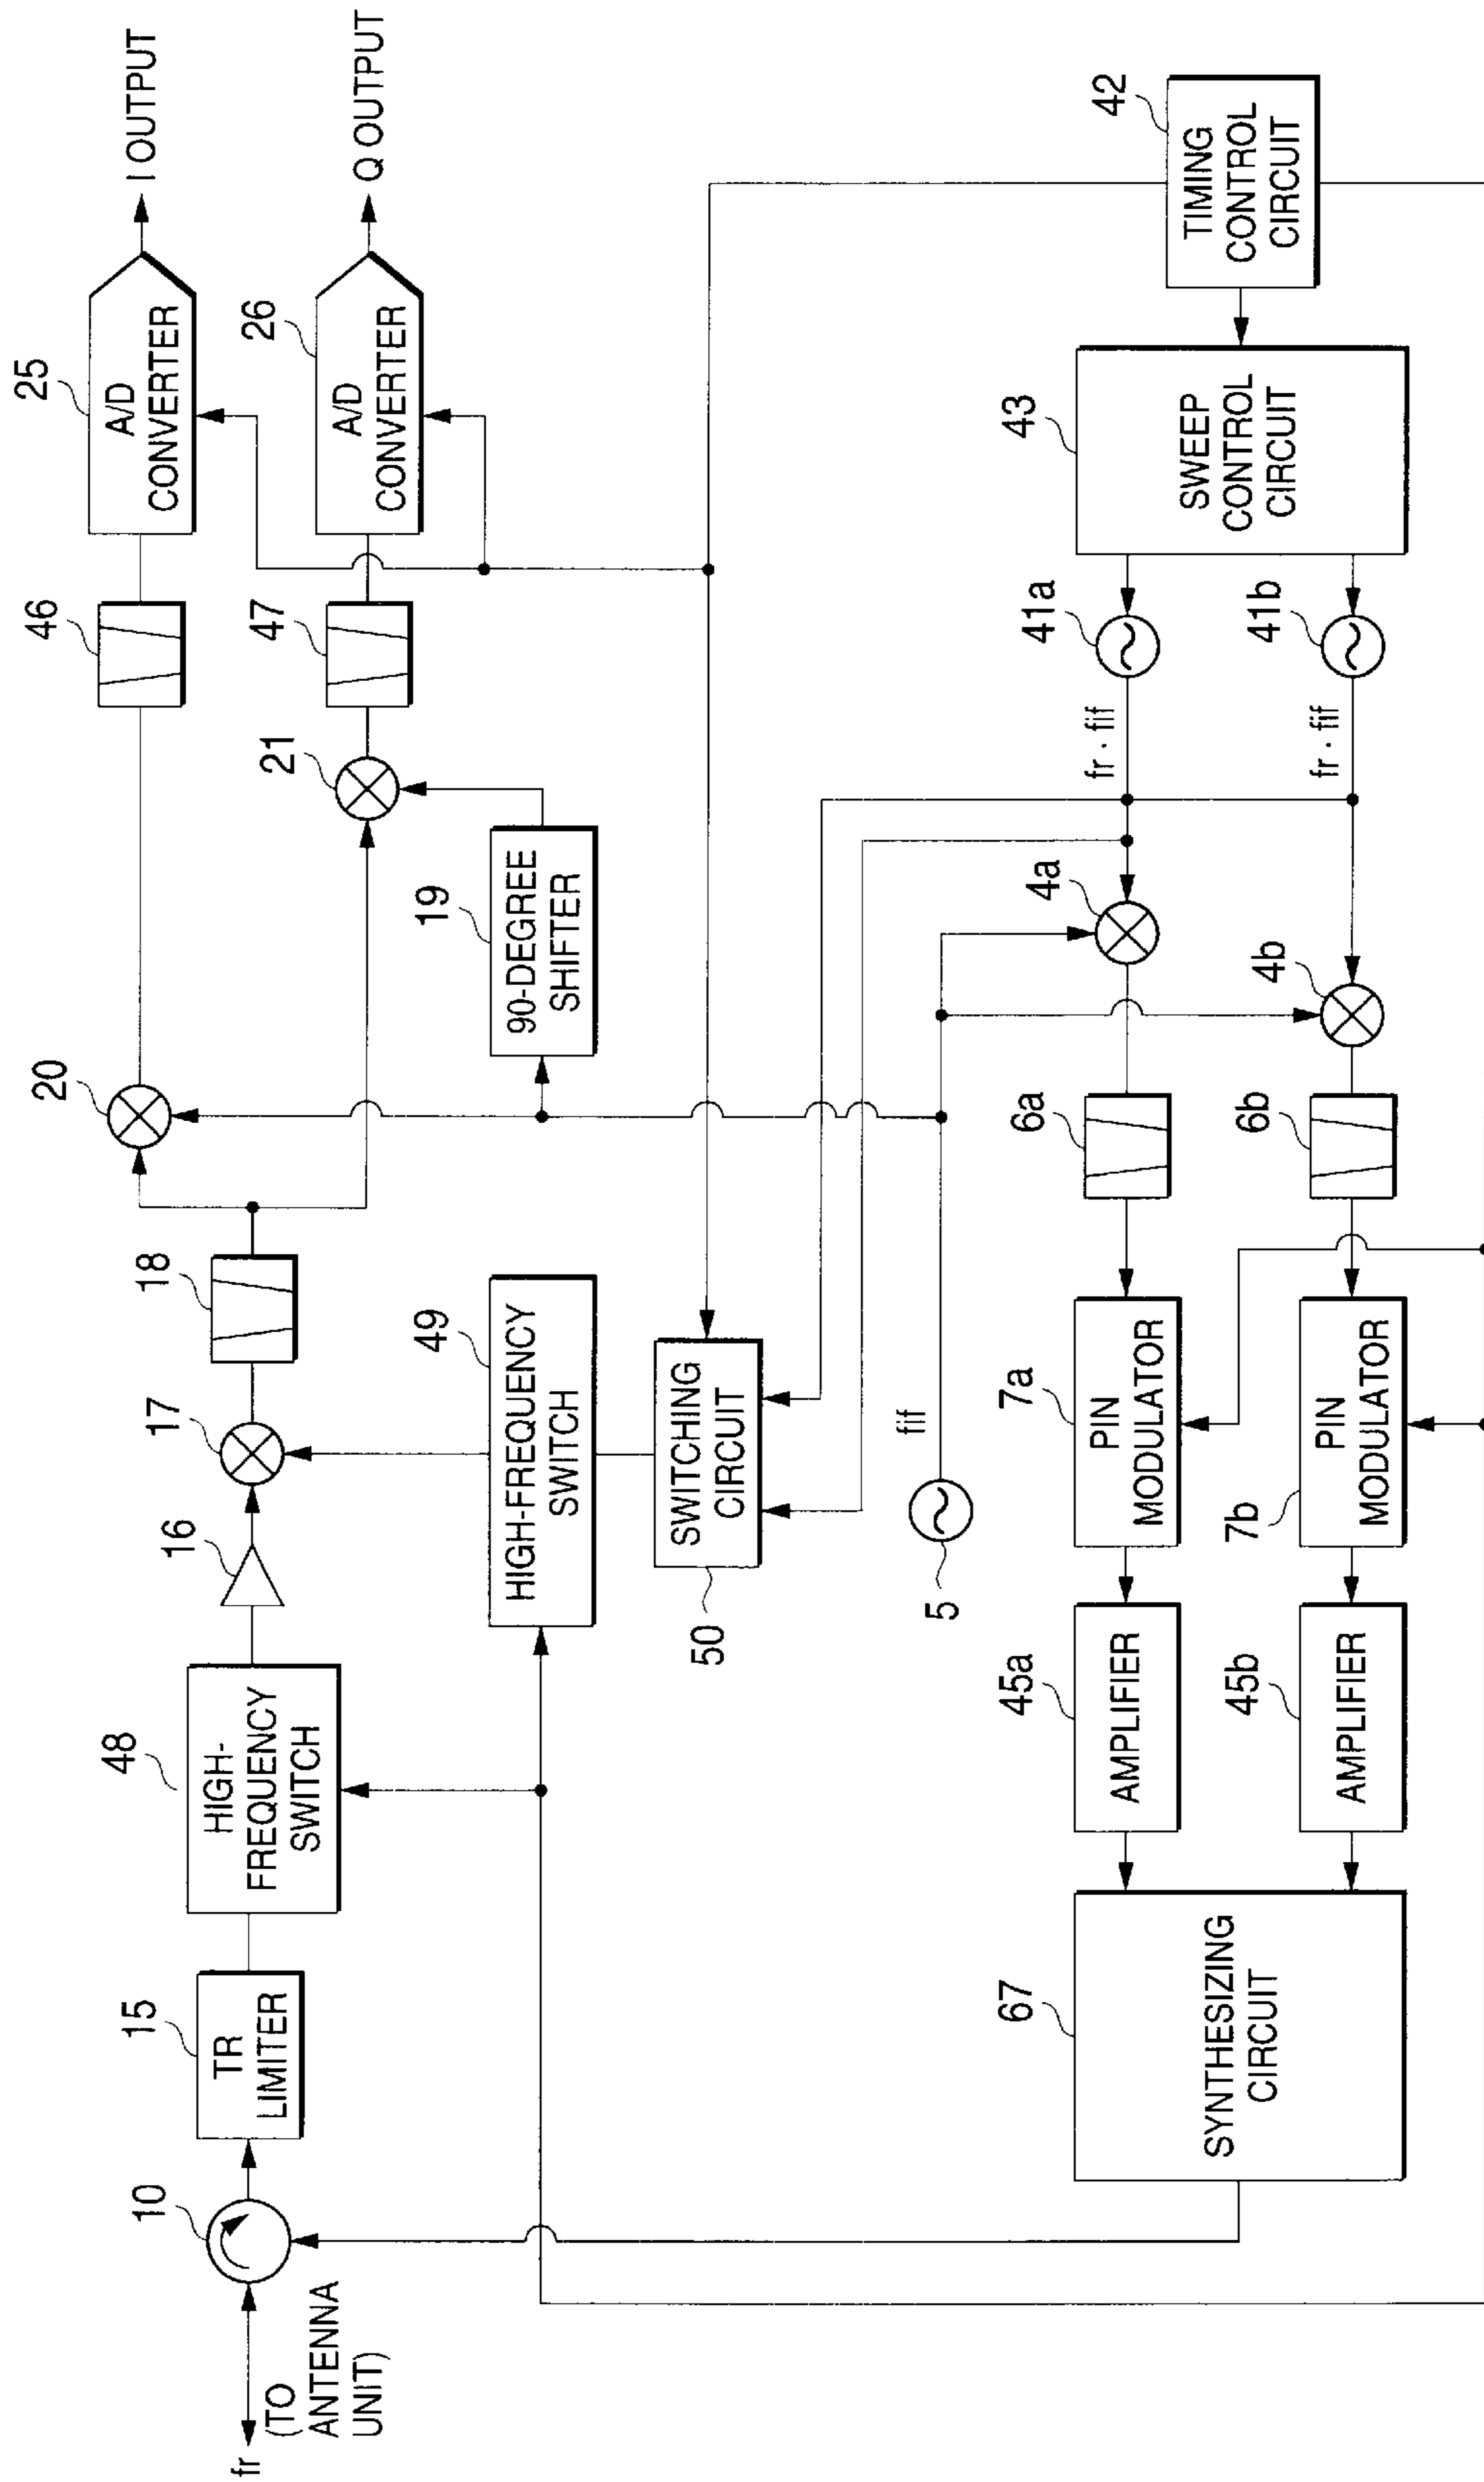 fr
(TO
ANTENNA
UNIT)
10
15
TR
LIMITER
48
HIGH-
FREQUENCY
SWITCH
16
17
18
20
46
25
A/D
CONVERTER
I OUTPUT
21
47
26
A/D
CONVERTER
Q OUTPUT
19
90-DEGREE
SHIFTER
49
HIGH-FREQUENCY
SWITCH
50
SWITCHING
CIRCUIT
5
fif
67
SYNTHESIZING
CIRCUIT
45a
AMPLIFIER
7a
PIN
MODULATOR
6a
4a
fr · fif
41a
45b
AMPLIFIER
7b
PIN
MODULATOR
6b
4b
fr · fif
41b
43
SWEEP
CONTROL
CIRCUIT
42
TIMING
CONTROL
CIRCUIT